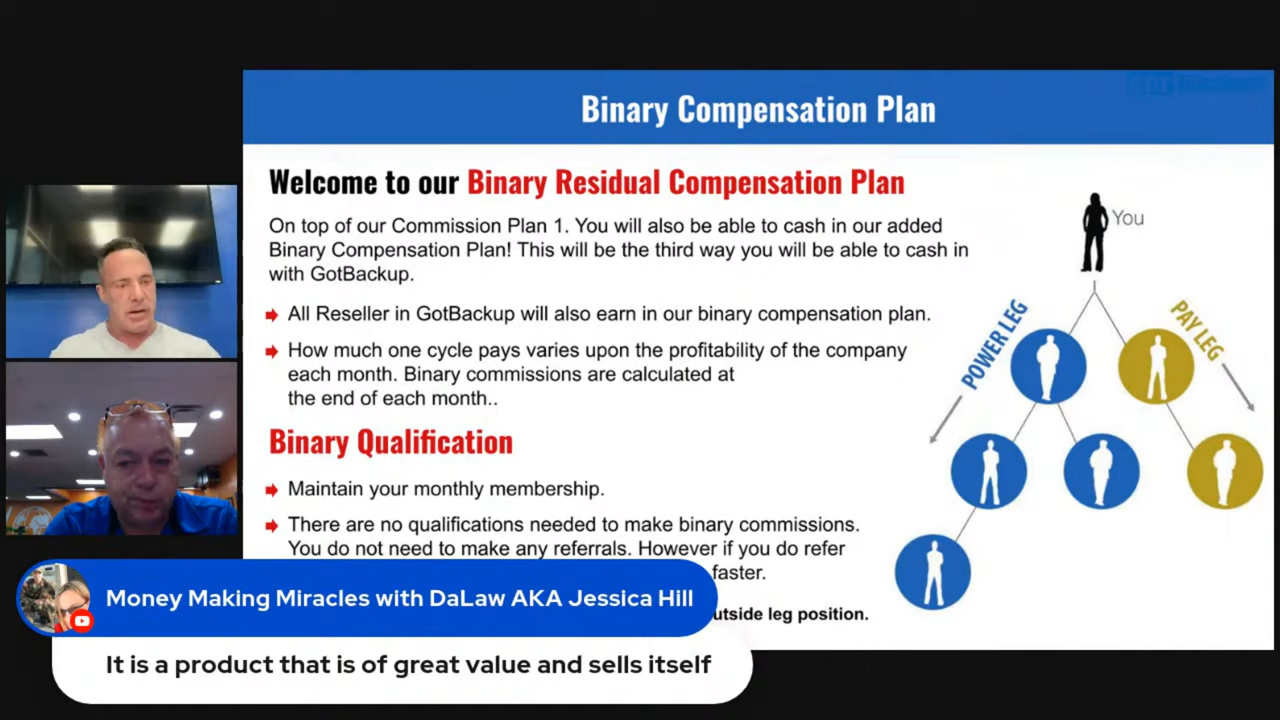 Binary Compensation Plan
Welcome to our Binary Residual Compensation Plan
On top of our Commission Plan 1. You will also be able to cash in our added
Binary Compensation Plan! This will be the third way you will be able to cash in
with GotBackup.
All Reseller in GotBackup will also earn in our binary compensation plan.
How much one cycle pays varies upon the profitability of the company
each month. Binary commissions are calculated at
the end of each month..
Binary Qualification
Maintain your monthly membership.
There are no qualifications needed to make binary commissions.
You do not need to make any referrals. However if you do refer
faster.
utside leg position.
You
POWER LEG
PAY LEG
Money Making Miracles with DaLaw AKA Jessica Hill
It is a product that is of great value and sells itself